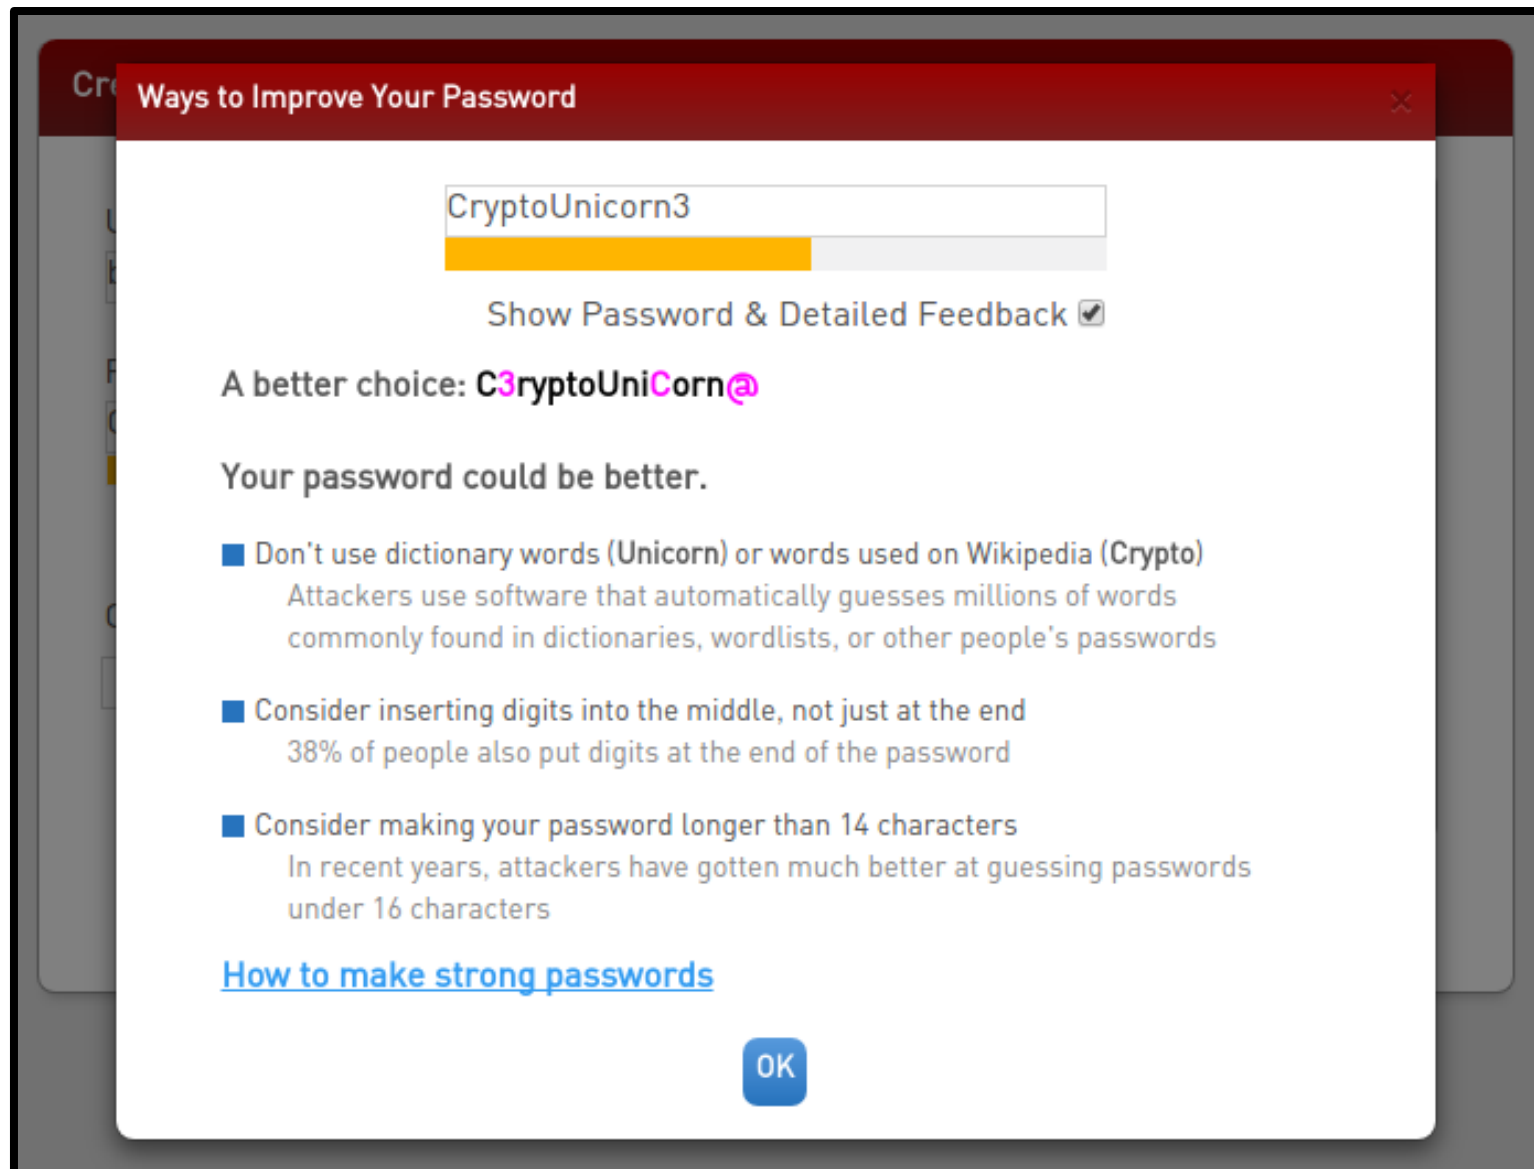 Cre
Ways to Improve Your Password
×
CryptoUnicorn3
Show Password & Detailed Feedback
A better choice: C3ryptoUniCorn@
Your password could be better.
Don't use dictionary words (Unicorn) or words used on Wikipedia (Crypto)
Attackers use software that automatically guesses millions of words
commonly found in dictionaries, wordlists, or other people's passwords
Consider inserting digits into the middle, not just at the end
38% of people also put digits at the end of the password
Consider making your password longer than 14 characters
In recent years, attackers have gotten much better at guessing passwords
under 16 characters
How to make strong passwords
OK